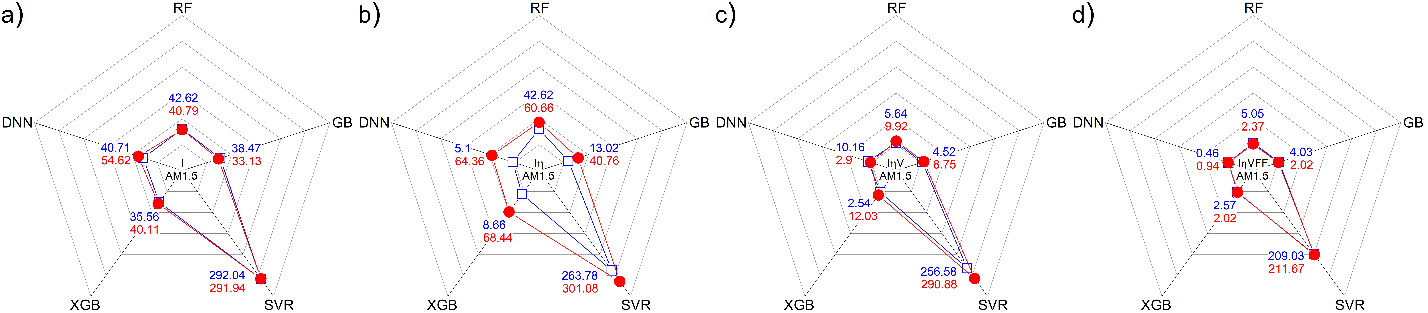 a)
RF
GB
SVR
XGB
DNN
42.62
40.79
38.47
33.13
292.04
291.94
35.56
40.11
40.71
54.62
I
AM1.5
b)
RF
GB
SVR
XGB
DNN
42.62
60.66
13.02
40.76
263.78
301.08
8.66
68.44
5.1
64.36
Iη
AM1.5
c)
RF
GB
SVR
XGB
DNN
5.64
9.92
4.52
6.75
256.58
290.88
2.54
12.03
10.16
2.9
IηV
AM1.5
d)
RF
GB
SVR
XGB
DNN
5.05
2.37
4.03
2.02
209.03
211.67
2.57
2.02
0.46
0.94
IηVFF
AM1.5